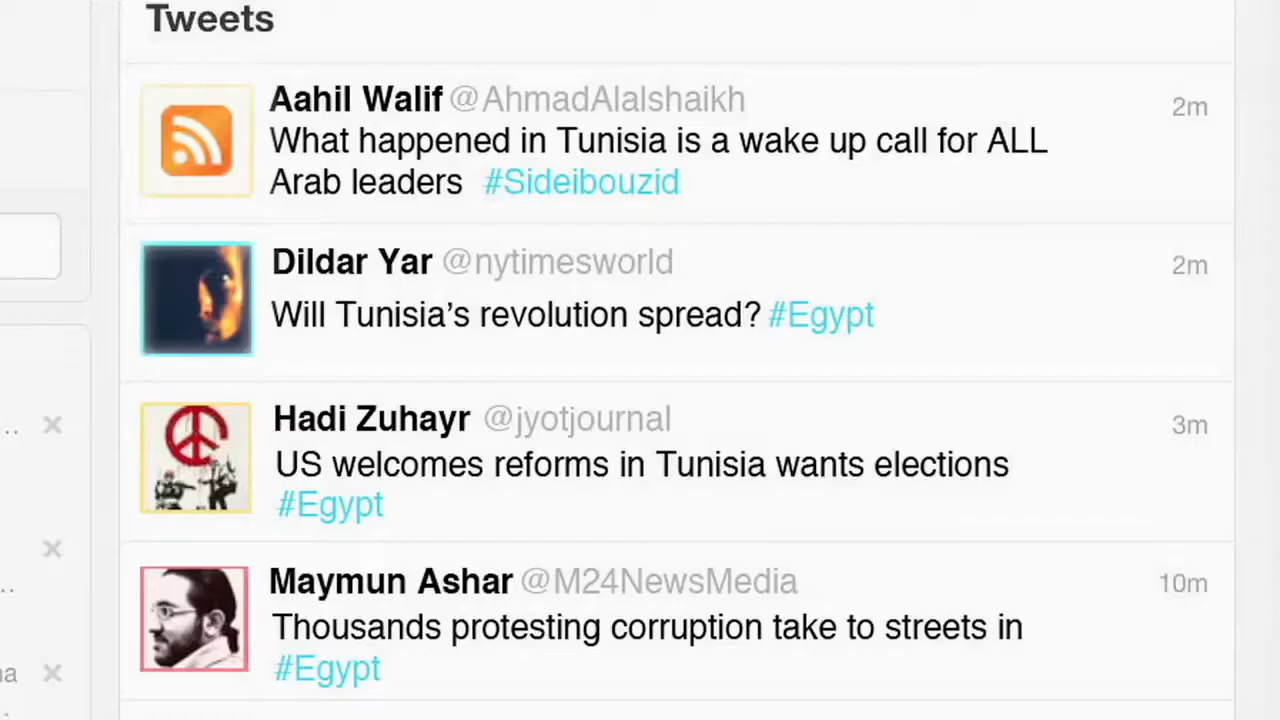 Tweets
Aahil Walif @AhmadAlalshaikh
2m
What happened in Tunisia is a wake up call for ALL
Arab leaders #Sideibouzid
Dildar Yar @nytimesworld
2m
Will Tunisia’s revolution spread? #Egypt
Hadi Zuhayr @jyotjournal
3m
US welcomes reforms in Tunisia wants elections
#Egypt
Maymun Ashar @M24NewsMedia
10m
Thousands protesting corruption take to streets in
#Egypt